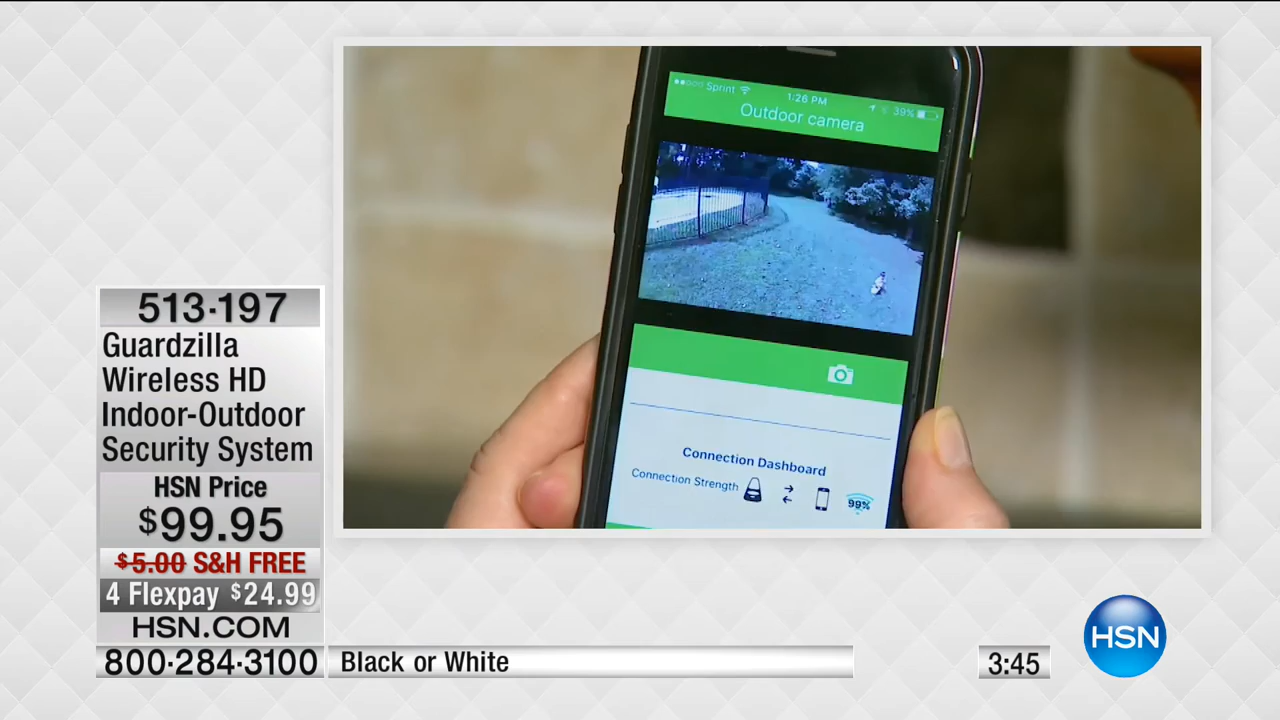 513-197
Guardzilla
Wireless HD
Indoor-Outdoor
Security System
HSN Price
$99.95
$5.00 S&H FREE
4 Flexpay $24.99
HSN.COM
800·284·3100
Black or White
3:45
HSN
Sprint
1:26 PM
39%
Outdoor camera
Connection Dashboard
Connection Strength
99%